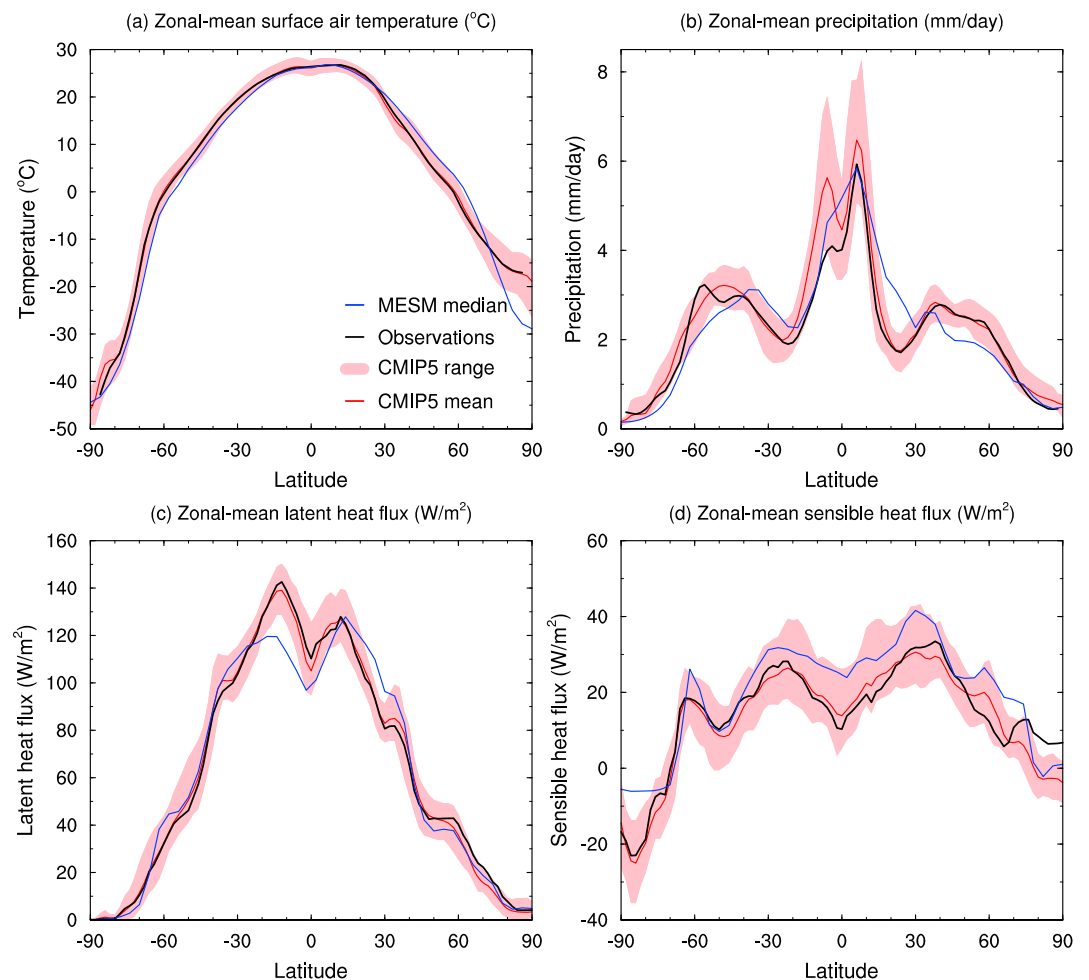 (a) Zonal-mean surface air temperature (°C)
30
20
10
0
-10
-20
-30
-40
-50
Temperature (°C)
MESM median
Observations
CMIP5 range
CMIP5 mean
-90 -60 -30 0 30 60 90
Latitude
(b) Zonal-mean precipitation (mm/day)
8
6
4
2
0
Precipitation (mm/day)
-90 -60 -30 0 30 60 90
Latitude
(c) Zonal-mean latent heat flux (W/m²)
160
140
120
100
80
60
40
20
0
Latent heat flux (W/m²)
-90 -60 -30 0 30 60 90
Latitude
(d) Zonal-mean sensible heat flux (W/m²)
60
40
20
0
-20
-40
Sensible heat flux (W/m²)
-90 -60 -30 0 30 60 90
Latitude